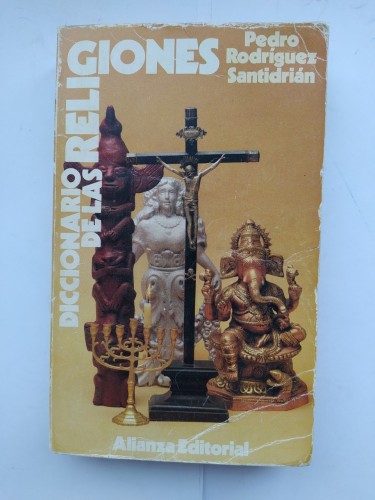 DICCIONARIO
DE LAS RELIGIONES
Pedro
Rodríguez
Santidrián
Alianza Editorial